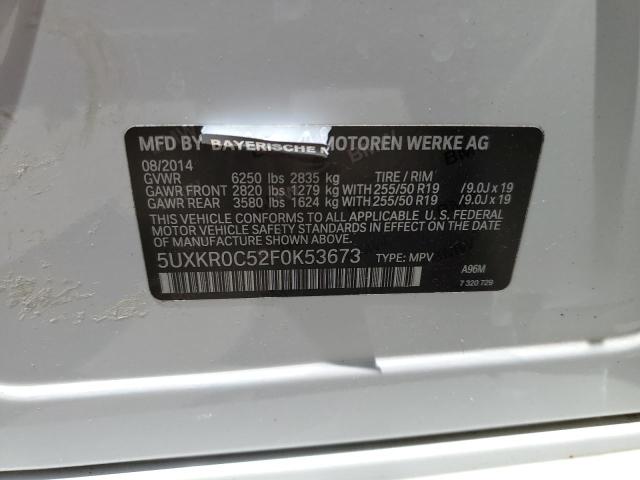 MFD BY BAYERISCHE MOTOREN WERKE AG
08/2014
GVWR 6250 lbs 2835 kg TIRE / RIM
GAWR FRONT 2820 lbs 1279 kg WITH 255/50 R19 /9.0J x 19
GAWR REAR 3580 lbs 1624 kg WITH 255/50 R19 /9.0J x 19
THIS VEHICLE CONFORMS TO ALL APPLICABLE U. S. FEDERAL
MOTOR VEHICLE SAFETY STANDARDS IN EFFECT ON THE DATE
OF MANUFACTURE SHOWN ABOVE.
5UXKR0C52F0K53673 TYPE: MPV A96M
7 320 729